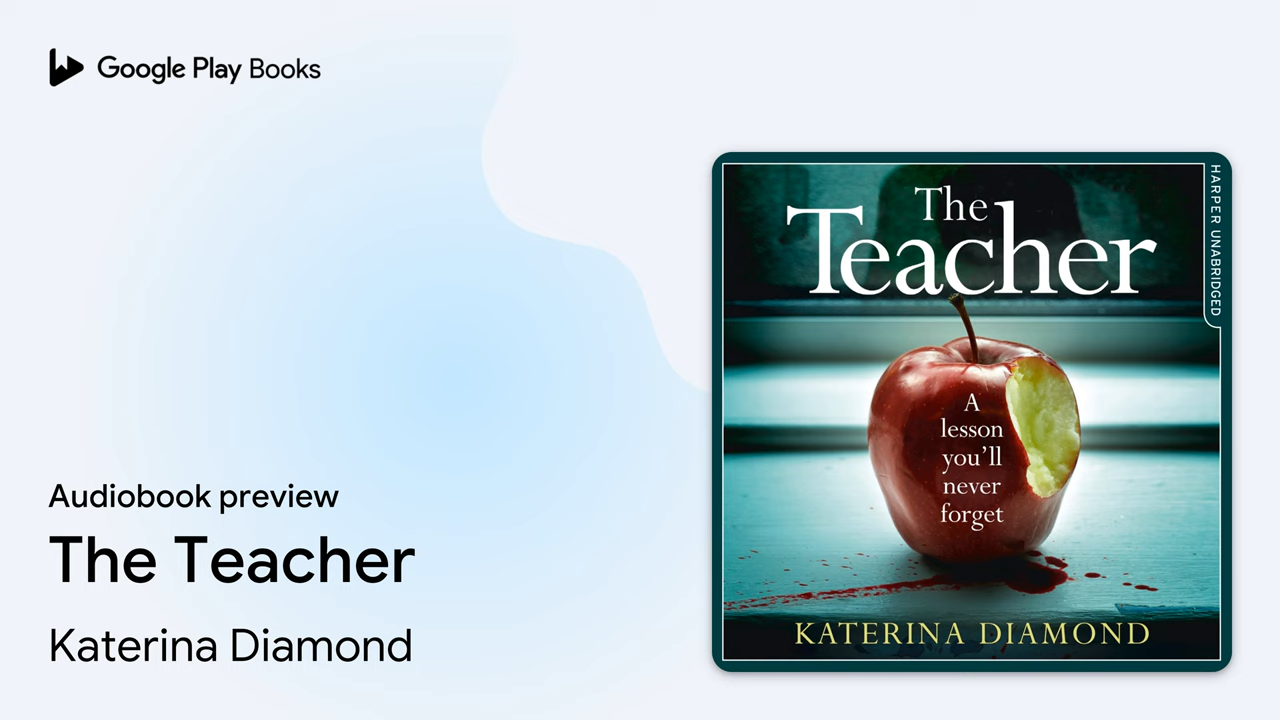 Google Play Books
Audiobook preview
The Teacher
Katerina Diamond
HARPER UNABRIDGED
The
Teacher
A
lesson
you'll
never
forget
KATERINA DIAMOND